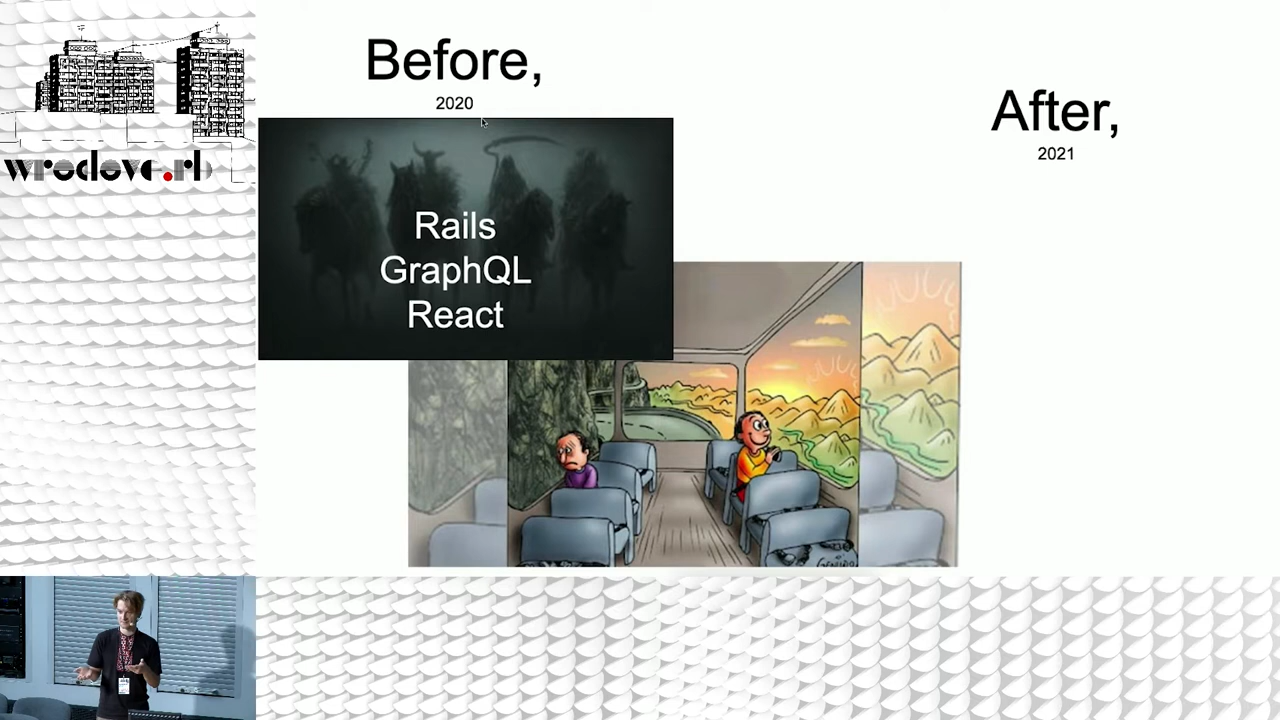 wroclove.rb
Before,
2020
After,
2021
Rails
GraphQL
React